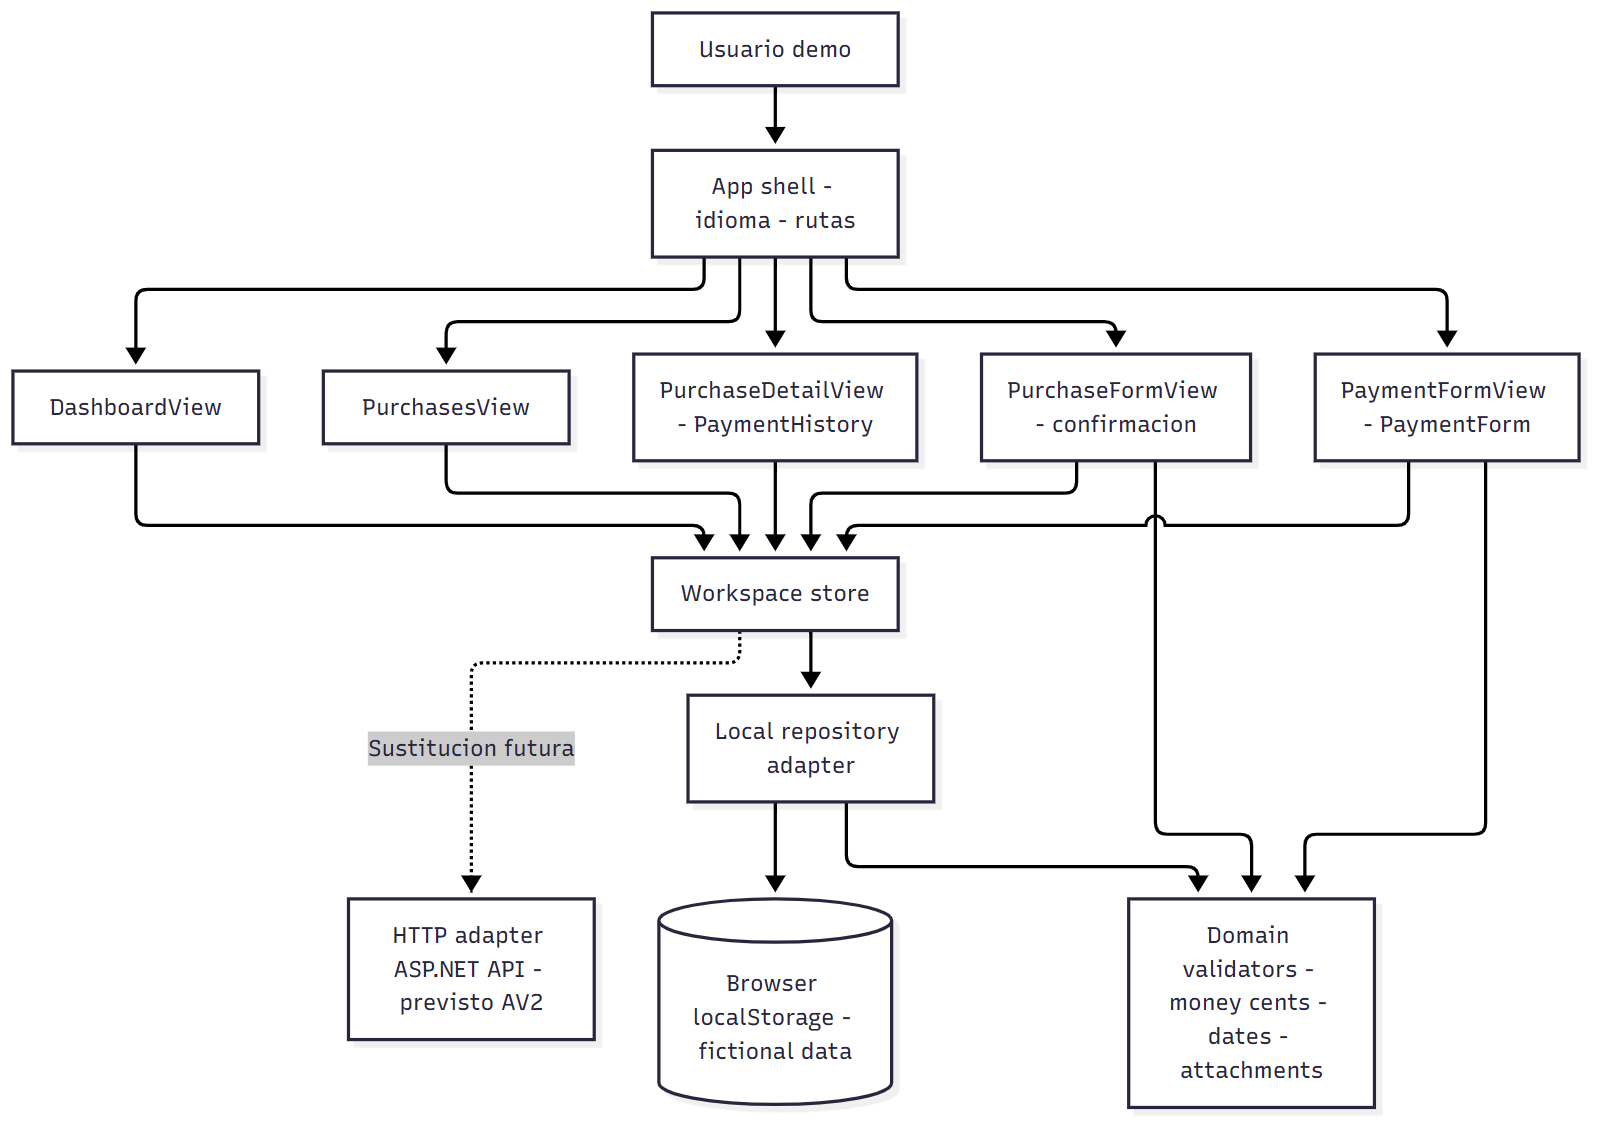 Usuario demo
App shell -
idioma - rutas
DashboardView
PurchasesView
PurchaseDetailView
- PaymentHistory
PurchaseFormView
- confirmacion
PaymentFormView
- PaymentForm
Workspace store
Local repository
adapter
Sustitucion futura
HTTP adapter
ASP.NET API -
previsto AV2
Browser
localStorage -
fictional data
Domain
validators -
money cents -
dates -
attachments